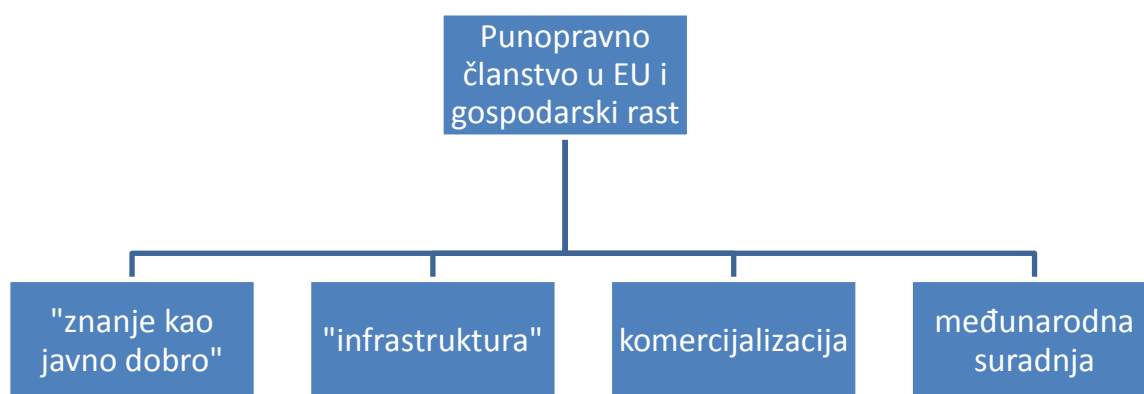 Punopravno
članstvo u EU i
gospodarski rast
"znanje kao
javno dobro"
"infrastruktura"
komercijalizacija
međunarodna
suradnja